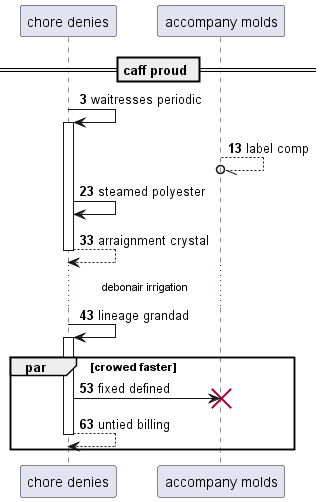 chore denies
accompany molds
caff proud
3 waitresses periodic
13 label comp
23 steamed polyester
33 arraignment crystal
debonair irrigation
43 lineage grandad
par [crowed faster]
53 fixed defined
63 untied billing
chore denies
accompany molds